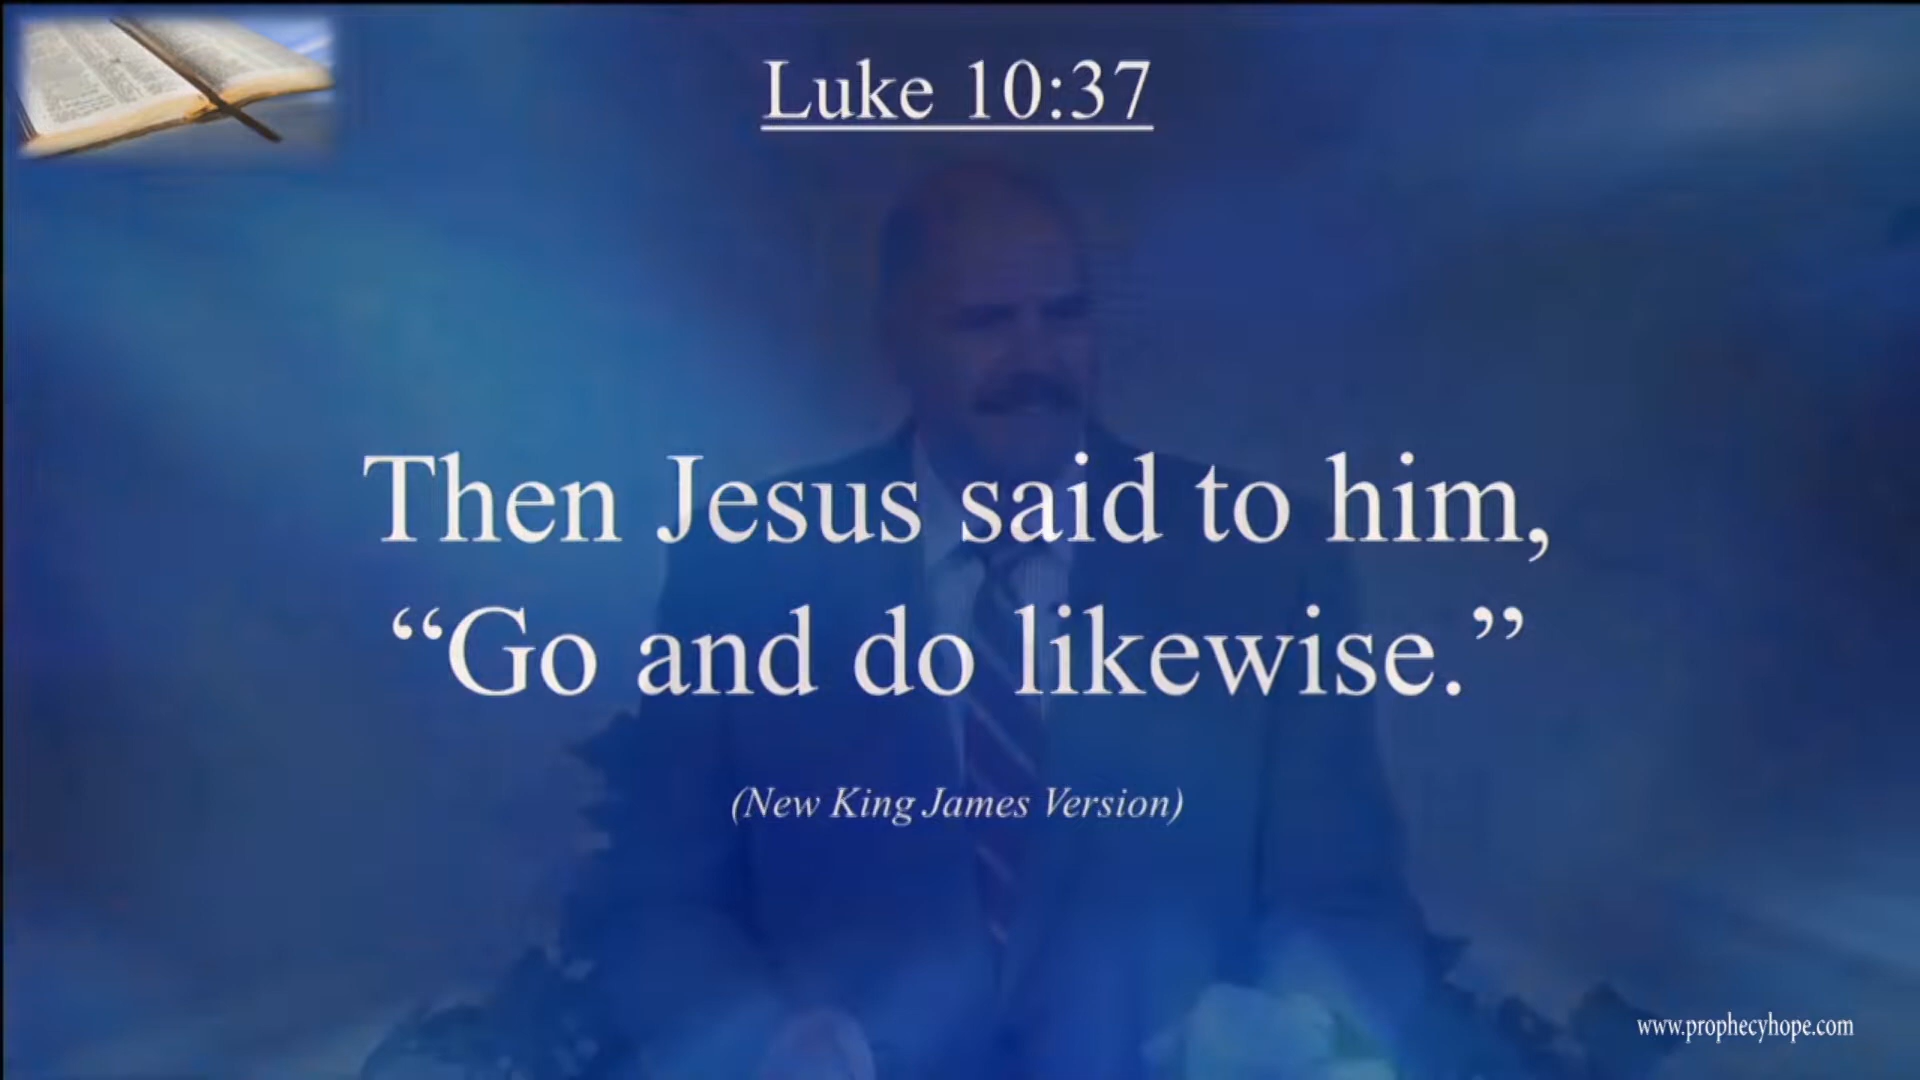 Luke 10:37
Then Jesus said to him,
“Go and do likewise.”
(New King James Version)
www.prophecyhope.com